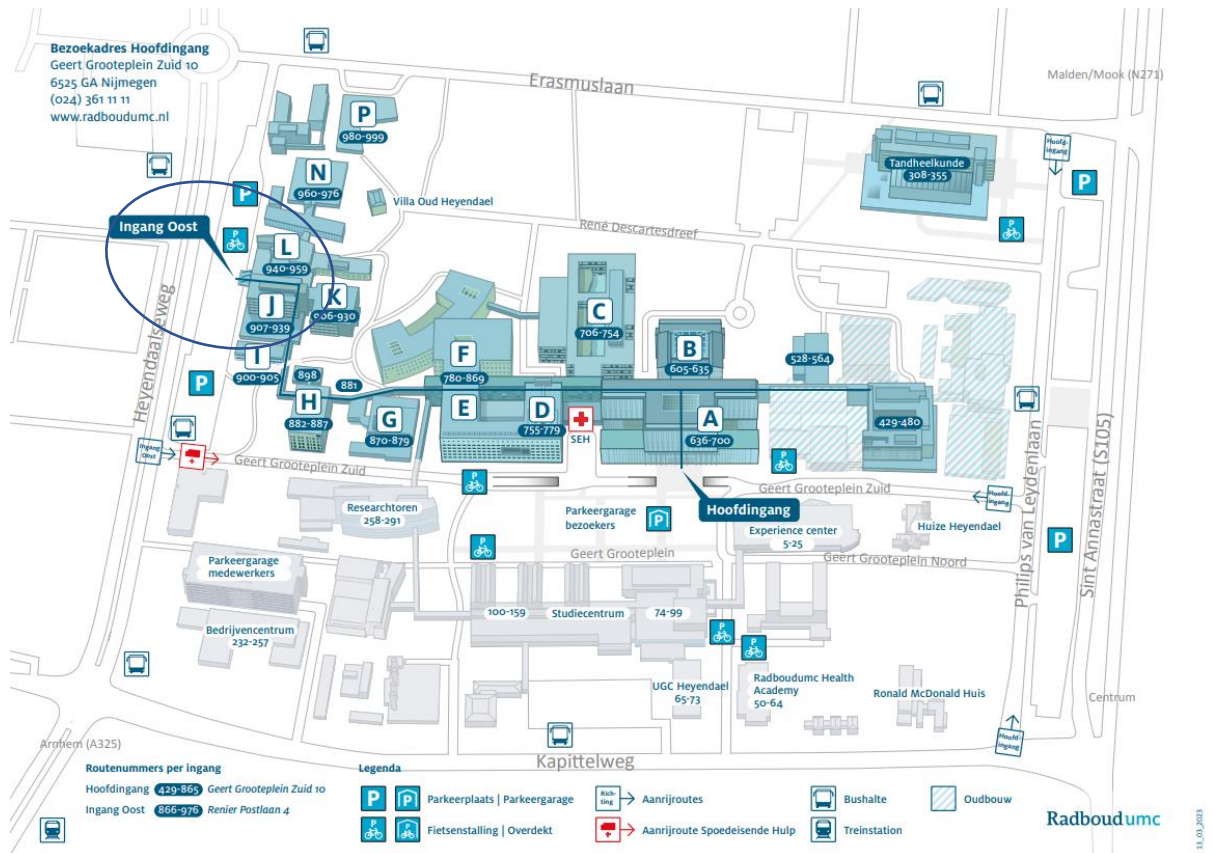 Bezoekadres Hoofdingang
Geert Grooteplein Zuid 10
6525 GA Nijmegen
(024) 361 11 11
www.radboudumc.nl
Erasmuslaan
Malden/Mook (N271)
P
980-999
Hoofd-
ingang
Tandheelkunde
308-355
P
N
960-976
P
Villa Oud Heyendael
Ingang Oost
P
P
René Descartesdreef
L
940-959
K
906-930
J
907-939
C
706-754
B
605-635
528-564
F
780-869
I
900-905
898
881
P
H
882-887
G
870-879
E
D
755-779
SEH
A
636-700
429-480
Heyendaalseweg
Philips van Leydenlaan
Sint Annastraat (S105)
Ingang
Oost
Geert Grooteplein Zuid
P
P
Geert Grooteplein Zuid
Hoofd-
ingang
Hoofdingang
Researchtoren
258-291
Parkeergarage
bezoekers
P
Experience center
5-25
Huize Heyendael
P
P
Geert Grooteplein
Geert Grooteplein Noord
Parkeergarage
medewerkers
100-159
Studiecentrum
74-99
Bedrijvencentrum
232-257
P
P
UGC Heyendael
65-73
Radboudumc Health
Academy
50-64
Ronald McDonald Huis
Centrum
Hoofd-
ingang
Arnhem (A325)
Kapittelweg
Routenummers per ingang
Hoofdingang 429-865 Geert Grooteplein Zuid 10
Ingang Oost 866-976 Renier Postlaan 4
Legenda
P P Parkeerplaats | Parkeergarage
P P Fietsenstalling | Overdekt
Rich-
ting
Aanrijroutes
Aanrijroute Spoedeisende Hulp
Bushalte
Treinstation
Oudbouw
Radboudumc
13_03_2023